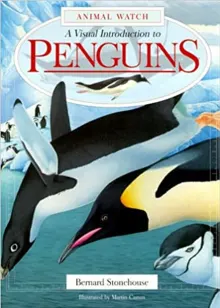 ANIMAL WATCH
A Visual Introduction to
PENGUINS
Bernard Stonehouse
Illustrated by Martin Camm